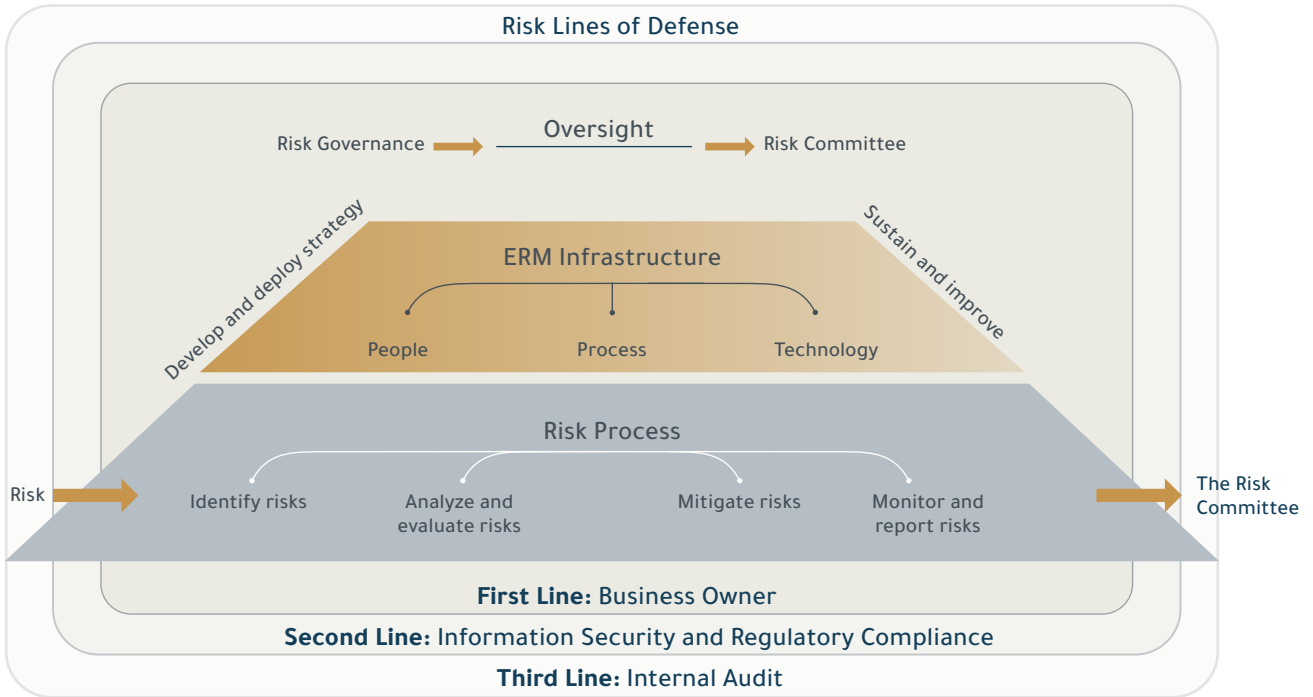 Risk Lines of Defense
Oversight
Risk Governance
Risk Committee
Develop and deploy strategy
Sustain and improve
ERM Infrastructure
People
Process
Technology
Risk Process
Risk
Identify risks
Analyze and
evaluate risks
Mitigate risks
Monitor and
report risks
The Risk
Committee
First Line: Business Owner
Second Line: Information Security and Regulatory Compliance
Third Line: Internal Audit